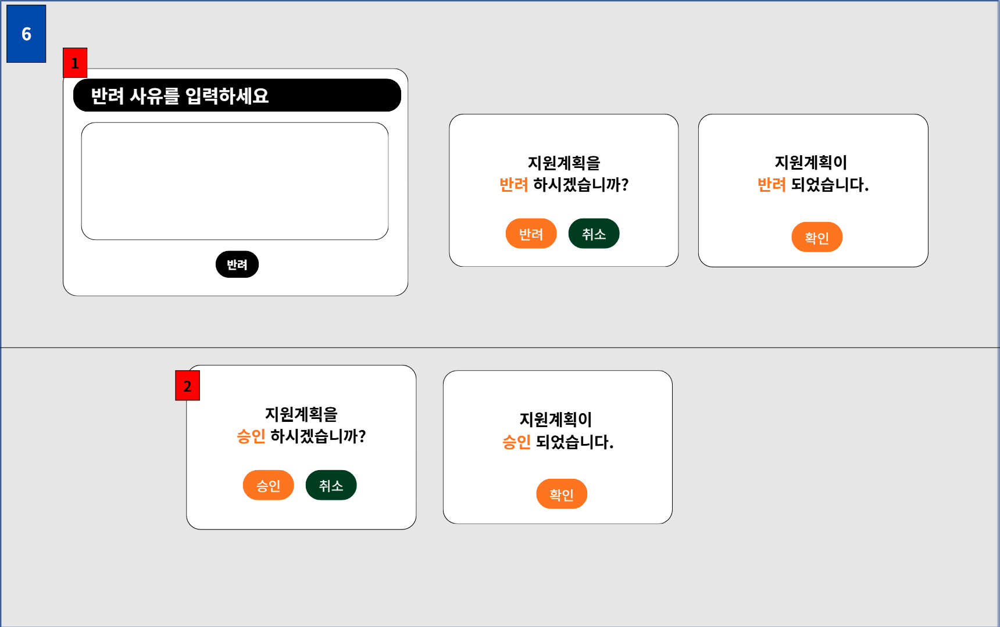 6
1
반려 사유를 입력하세요
반려
지원계획을
반려 하시겠습니까?
반려 취소
지원계획이
반려 되었습니다.
확인
2
지원계획을
승인 하시겠습니까?
승인 취소
지원계획이
승인 되었습니다.
확인